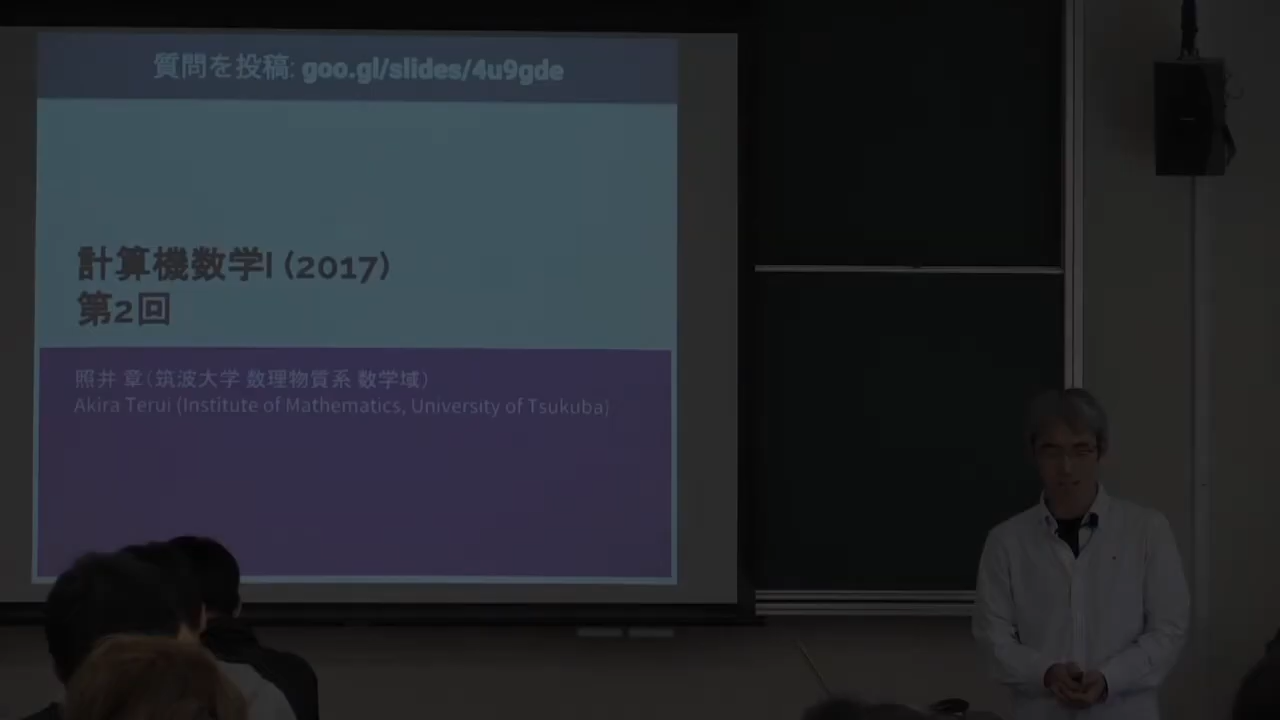 質問を投稿: goo.gl/slides/4u9gde
計算機数学I (2017)
第2回
照井 章(筑波大学 数理物質系 数学域)
Akira Terui (Institute of Mathematics, University of Tsukuba)